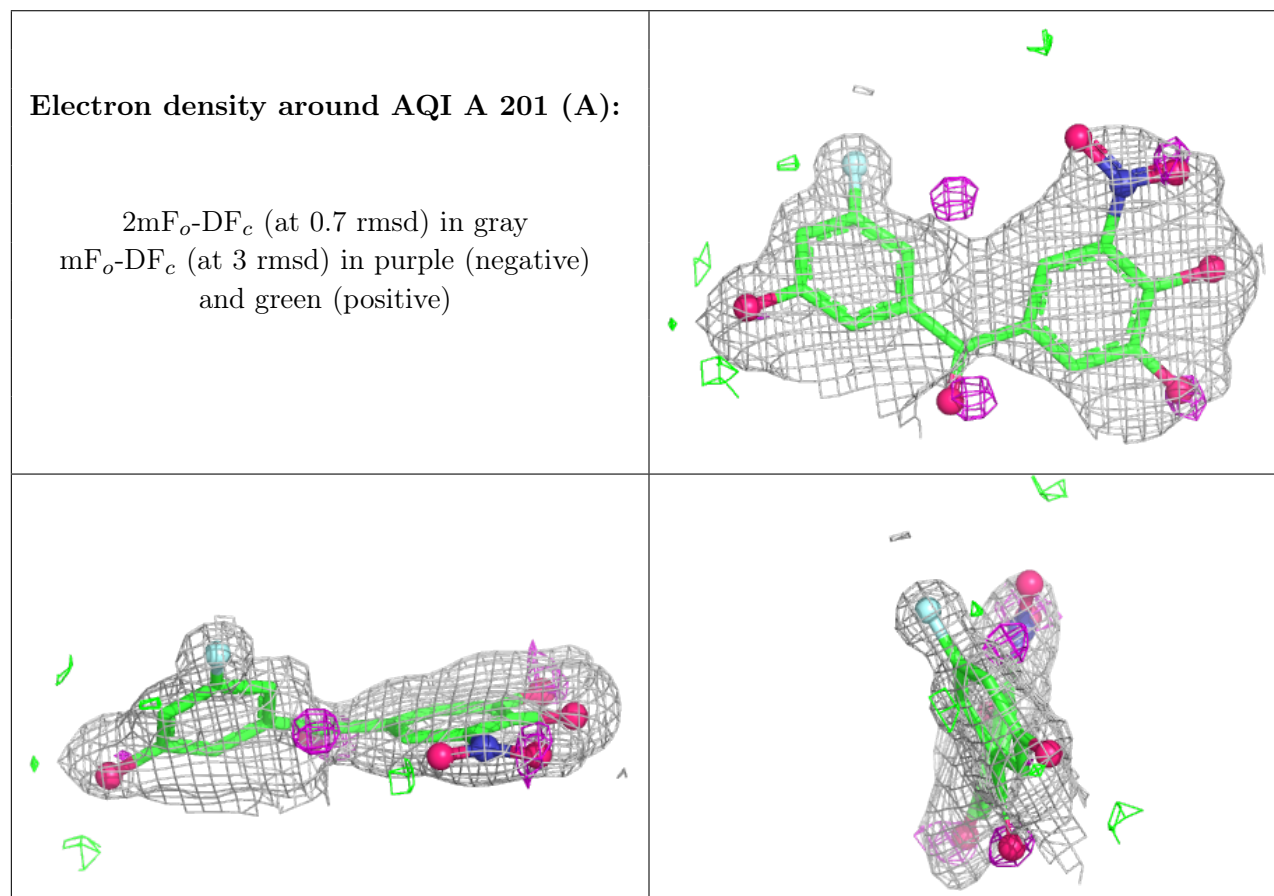 Electron density around AQI A 201 (A):
2mFo-DFc (at 0.7 rmsd) in gray
mFo-DFc (at 3 rmsd) in purple (negative)
and green (positive)